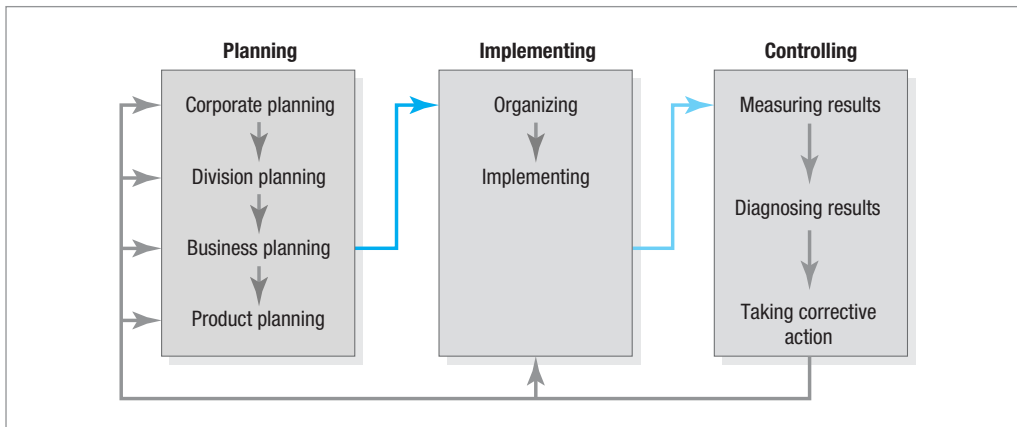 Planning
Corporate planning
Division planning
Business planning
Product planning
Implementing
Organizing
Implementing
Controlling
Measuring results
Diagnosing results
Taking corrective
action